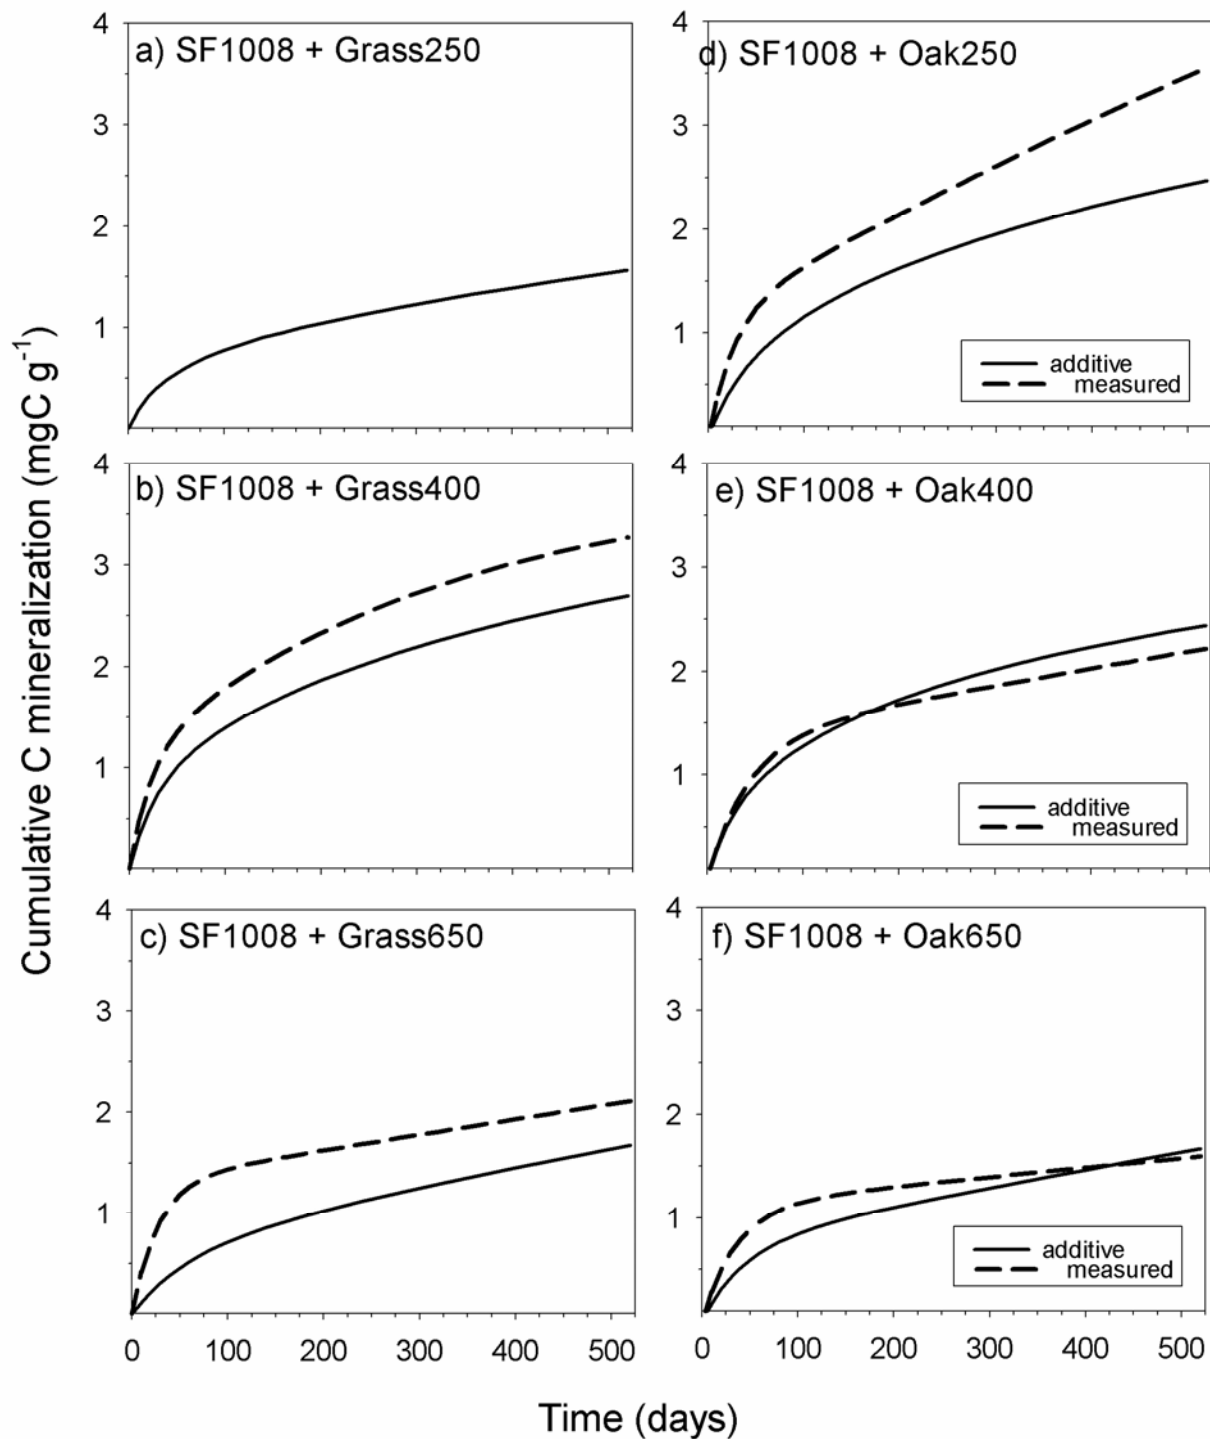 Cumulative C mineralization (mgC g⁻¹)
a) SF1008 + Grass250
4
3
2
1
d) SF1008 + Oak250
4
3
2
1
additive
measured
b) SF1008 + Grass400
4
3
2
1
e) SF1008 + Oak400
4
3
2
1
additive
measured
c) SF1008 + Grass650
4
3
2
1
0 100 200 300 400 500
f) SF1008 + Oak650
4
3
2
1
additive
measured
0 100 200 300 400 500
Time (days)